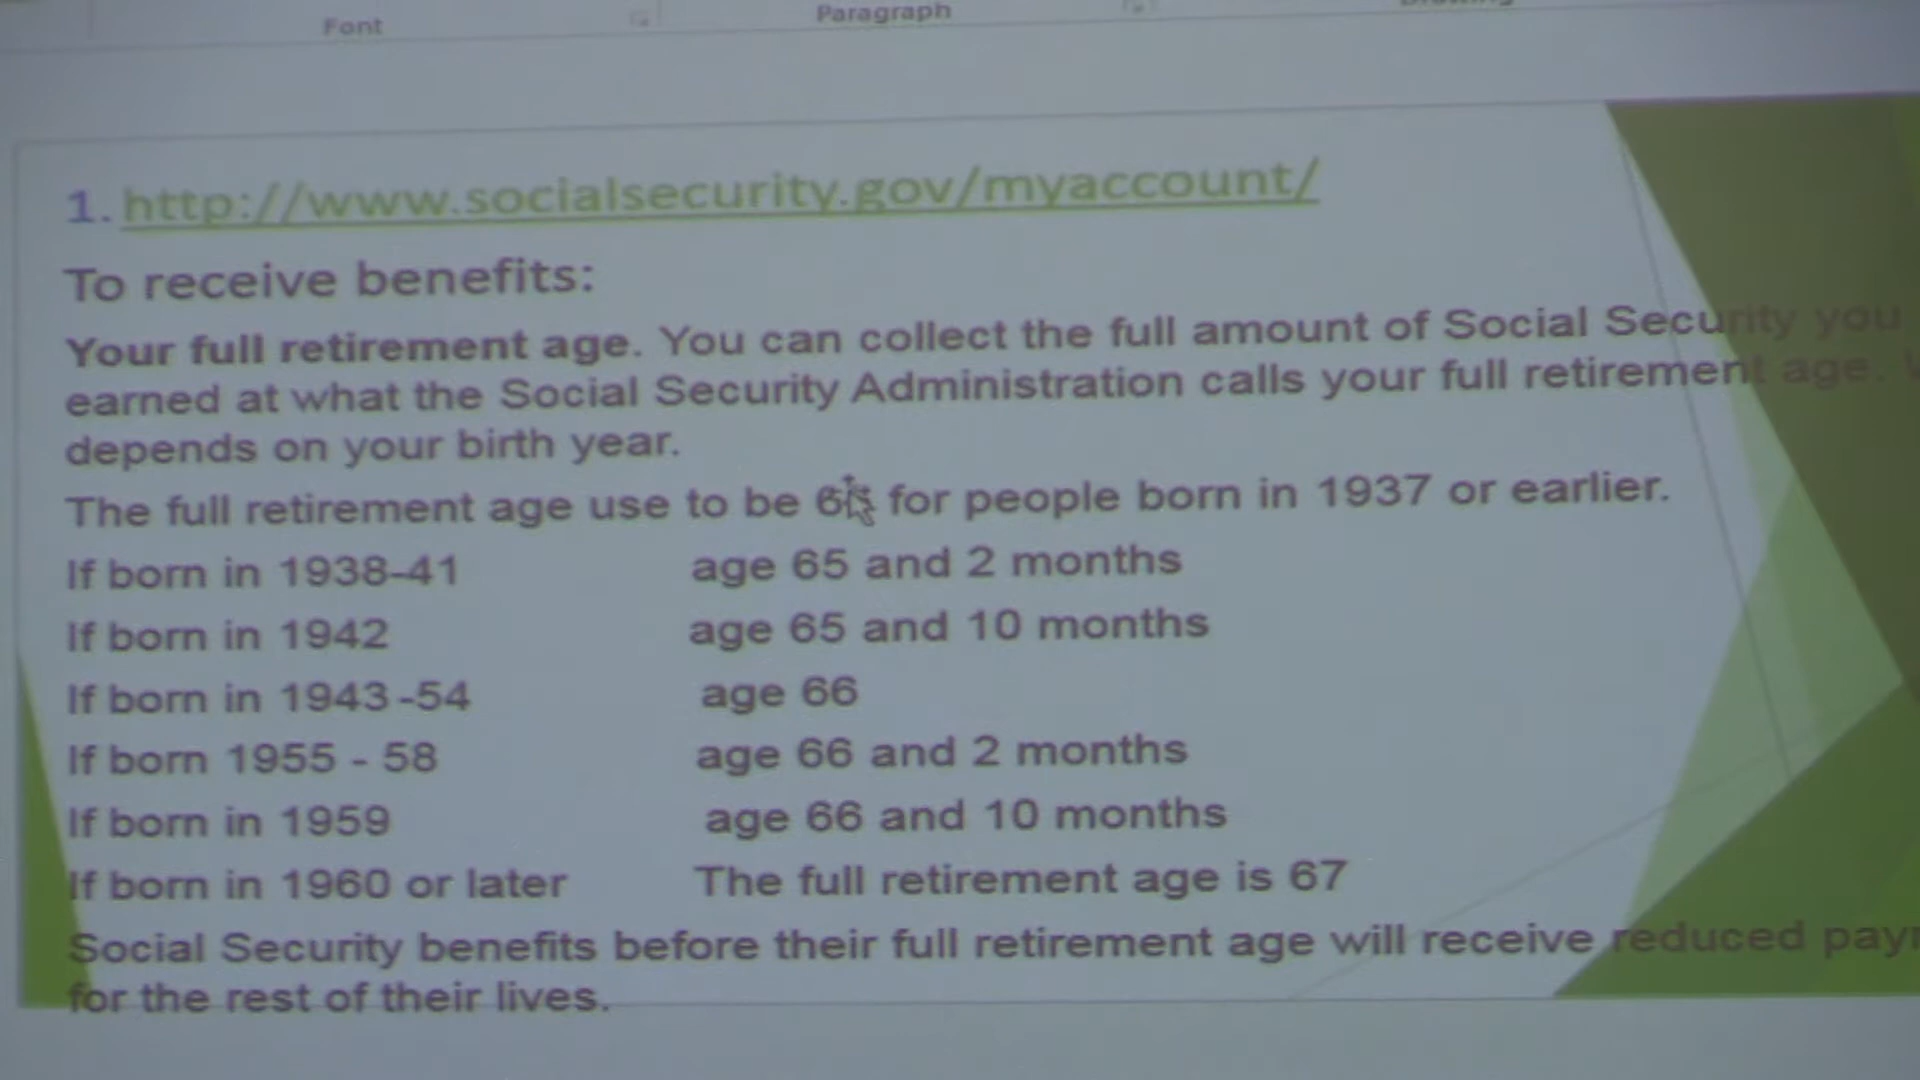 Font
Paragraph
1. http://www.socialsecurity.gov/myaccount/
To receive benefits:
Your full retirement age. You can collect the full amount of Social Security you
earned at what the Social Security Administration calls your full retirement age.
depends on your birth year.
The full retirement age use to be for people born in 1937 or earlier.
If born in 1938-41 age 65 and 2 months
If born in 1942 age 65 and 10 months
If born in 1943-54 age 66
If born 1955 - 58 age 66 and 2 months
If born in 1959 age 66 and 10 months
If born in 1960 or later The full retirement age is 67
Social Security benefits before their full retirement age will receive reduced
for the rest of their lives.